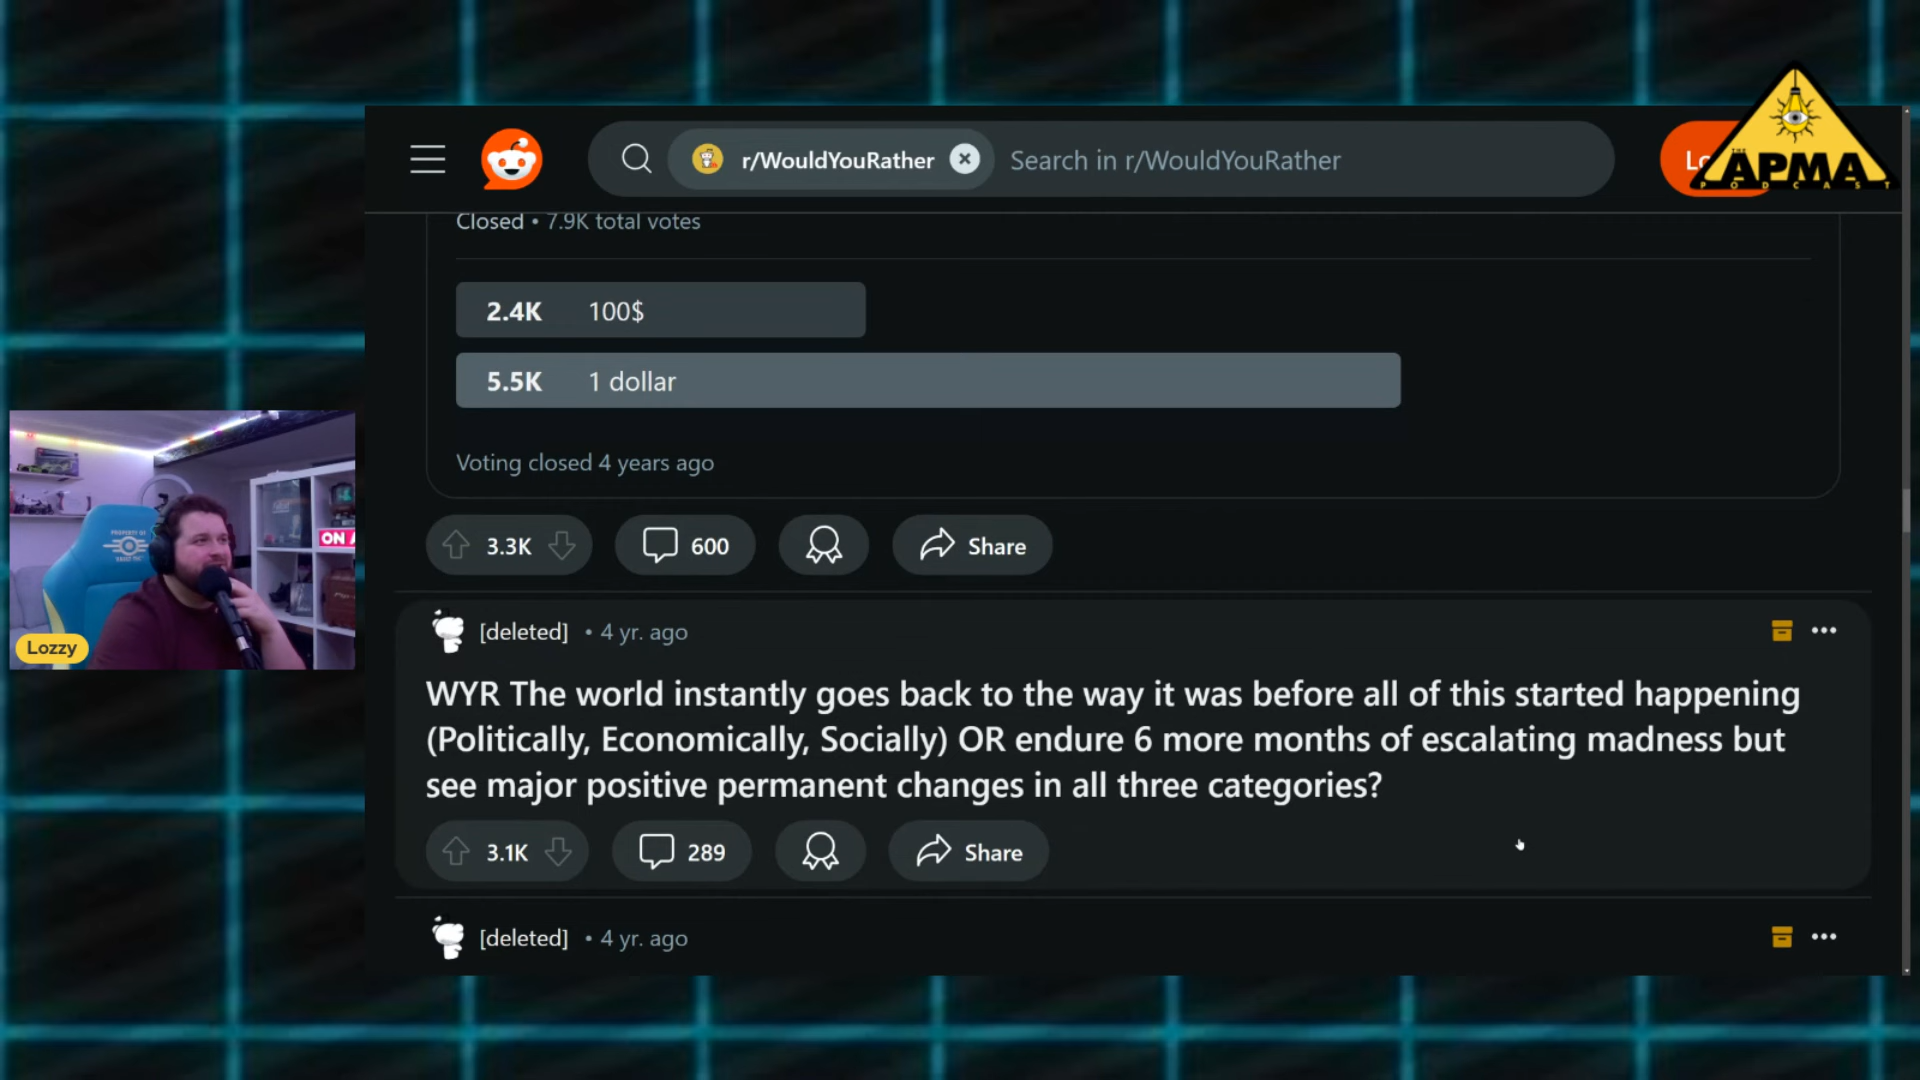 r/WouldYouRather
Search in r/WouldYouRather
THE
APMA
PODCAST
Closed • 7.9K total votes
2.4K 100$
5.5K 1 dollar
Voting closed 4 years ago
3.3K
600
Share
[deleted] • 4 yr. ago
WYR The world instantly goes back to the way it was before all of this started happening
(Politically, Economically, Socially) OR endure 6 more months of escalating madness but
see major positive permanent changes in all three categories?
3.1K
289
Share
[deleted] • 4 yr. ago
PROPERTY OF
ON A
Lozzy